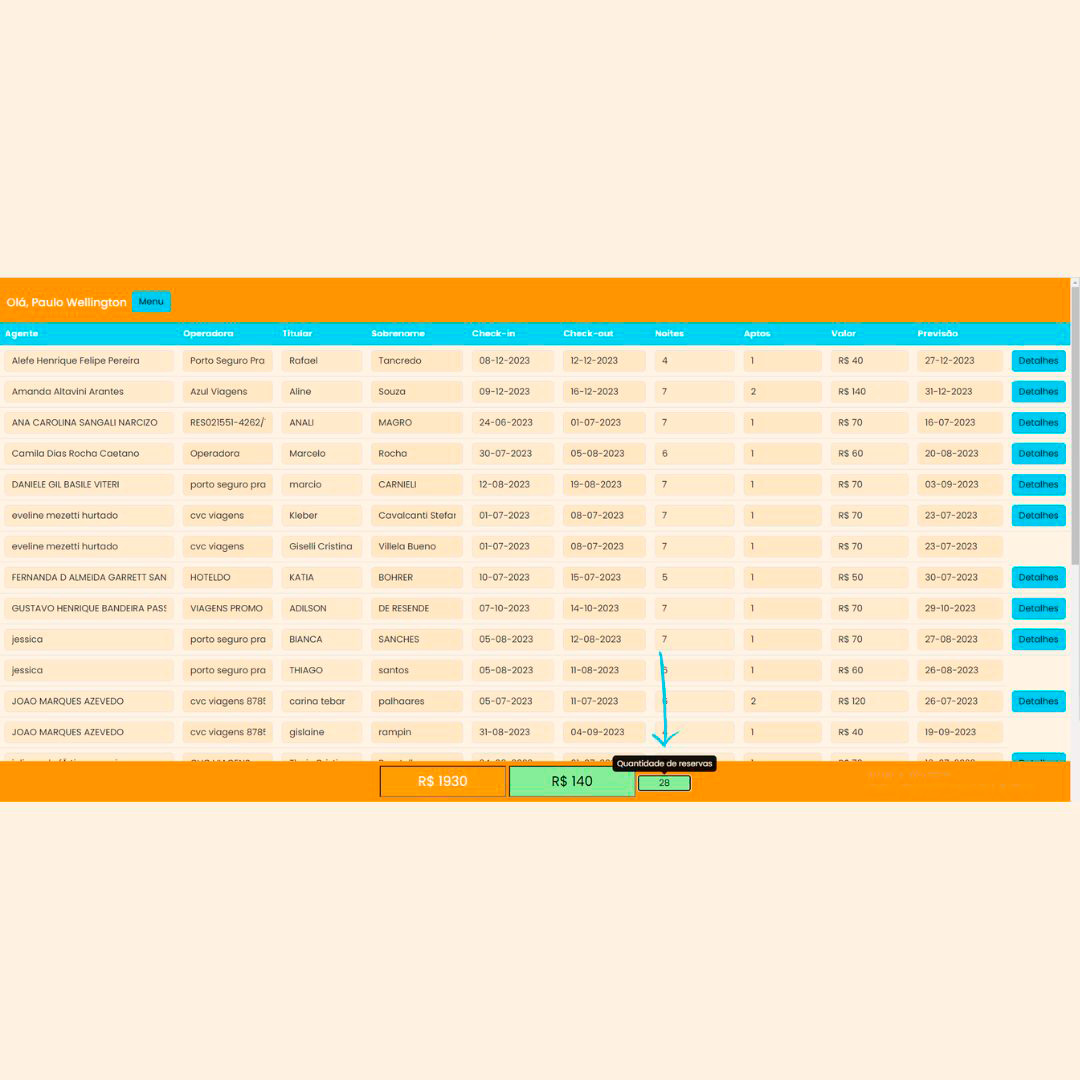 Olá, Paulo Wellington Menu
Agente Operadora Titular Sobrenome Check-in Check-out Noites Aptos Valor Previsão
Alefe Henrique Felipe Pereira Porto Seguro Pra Rafael Tancredo 08-12-2023 12-12-2023 4 1 R$ 40 27-12-2023 Detalhes
Amanda Altavini Arantes Azul Viagens Aline Souza 09-12-2023 16-12-2023 7 2 R$ 140 31-12-2023 Detalhes
ANA CAROLINA SANGALI NARCIZO RES021551-4262/ ANALI MAGRO 24-06-2023 01-07-2023 7 1 R$ 70 16-07-2023 Detalhes
Camila Dias Rocha Caetano Operadora Marcelo Rocha 30-07-2023 05-08-2023 6 1 R$ 60 20-08-2023 Detalhes
DANIELE GIL BASILE VITERI porto seguro pra marcio CARNIELI 12-08-2023 19-08-2023 7 1 R$ 70 03-09-2023 Detalhes
eveline mezetti hurtado cvc viagens Kleber Cavalcanti Stefar 01-07-2023 08-07-2023 7 1 R$ 70 23-07-2023 Detalhes
eveline mezetti hurtado cvc viagens Giselli Cristina Villela Bueno 01-07-2023 08-07-2023 7 1 R$ 70 23-07-2023
FERNANDA D ALMEIDA GARRETT SAN HOTELDO KATIA BOHRER 10-07-2023 15-07-2023 5 1 R$ 50 30-07-2023 Detalhes
GUSTAVO HENRIQUE BANDEIRA PASS VIAGENS PROMO ADILSON DE RESENDE 07-10-2023 14-10-2023 7 1 R$ 70 29-10-2023 Detalhes
jessica porto seguro pra BIANCA SANCHES 05-08-2023 12-08-2023 7 1 R$ 70 27-08-2023 Detalhes
jessica porto seguro pra THIAGO santos 05-08-2023 11-08-2023 6 1 R$ 60 26-08-2023
JOAO MARQUES AZEVEDO cvc viagens 878 carina tebar palhaares 05-07-2023 11-07-2023 6 2 R$ 120 26-07-2023 Detalhes
JOAO MARQUES AZEVEDO cvc viagens 878 gislaine rampin 31-08-2023 04-09-2023 4 1 R$ 40 19-09-2023
Quantidade de reservas
R$ 1930 R$ 140 28